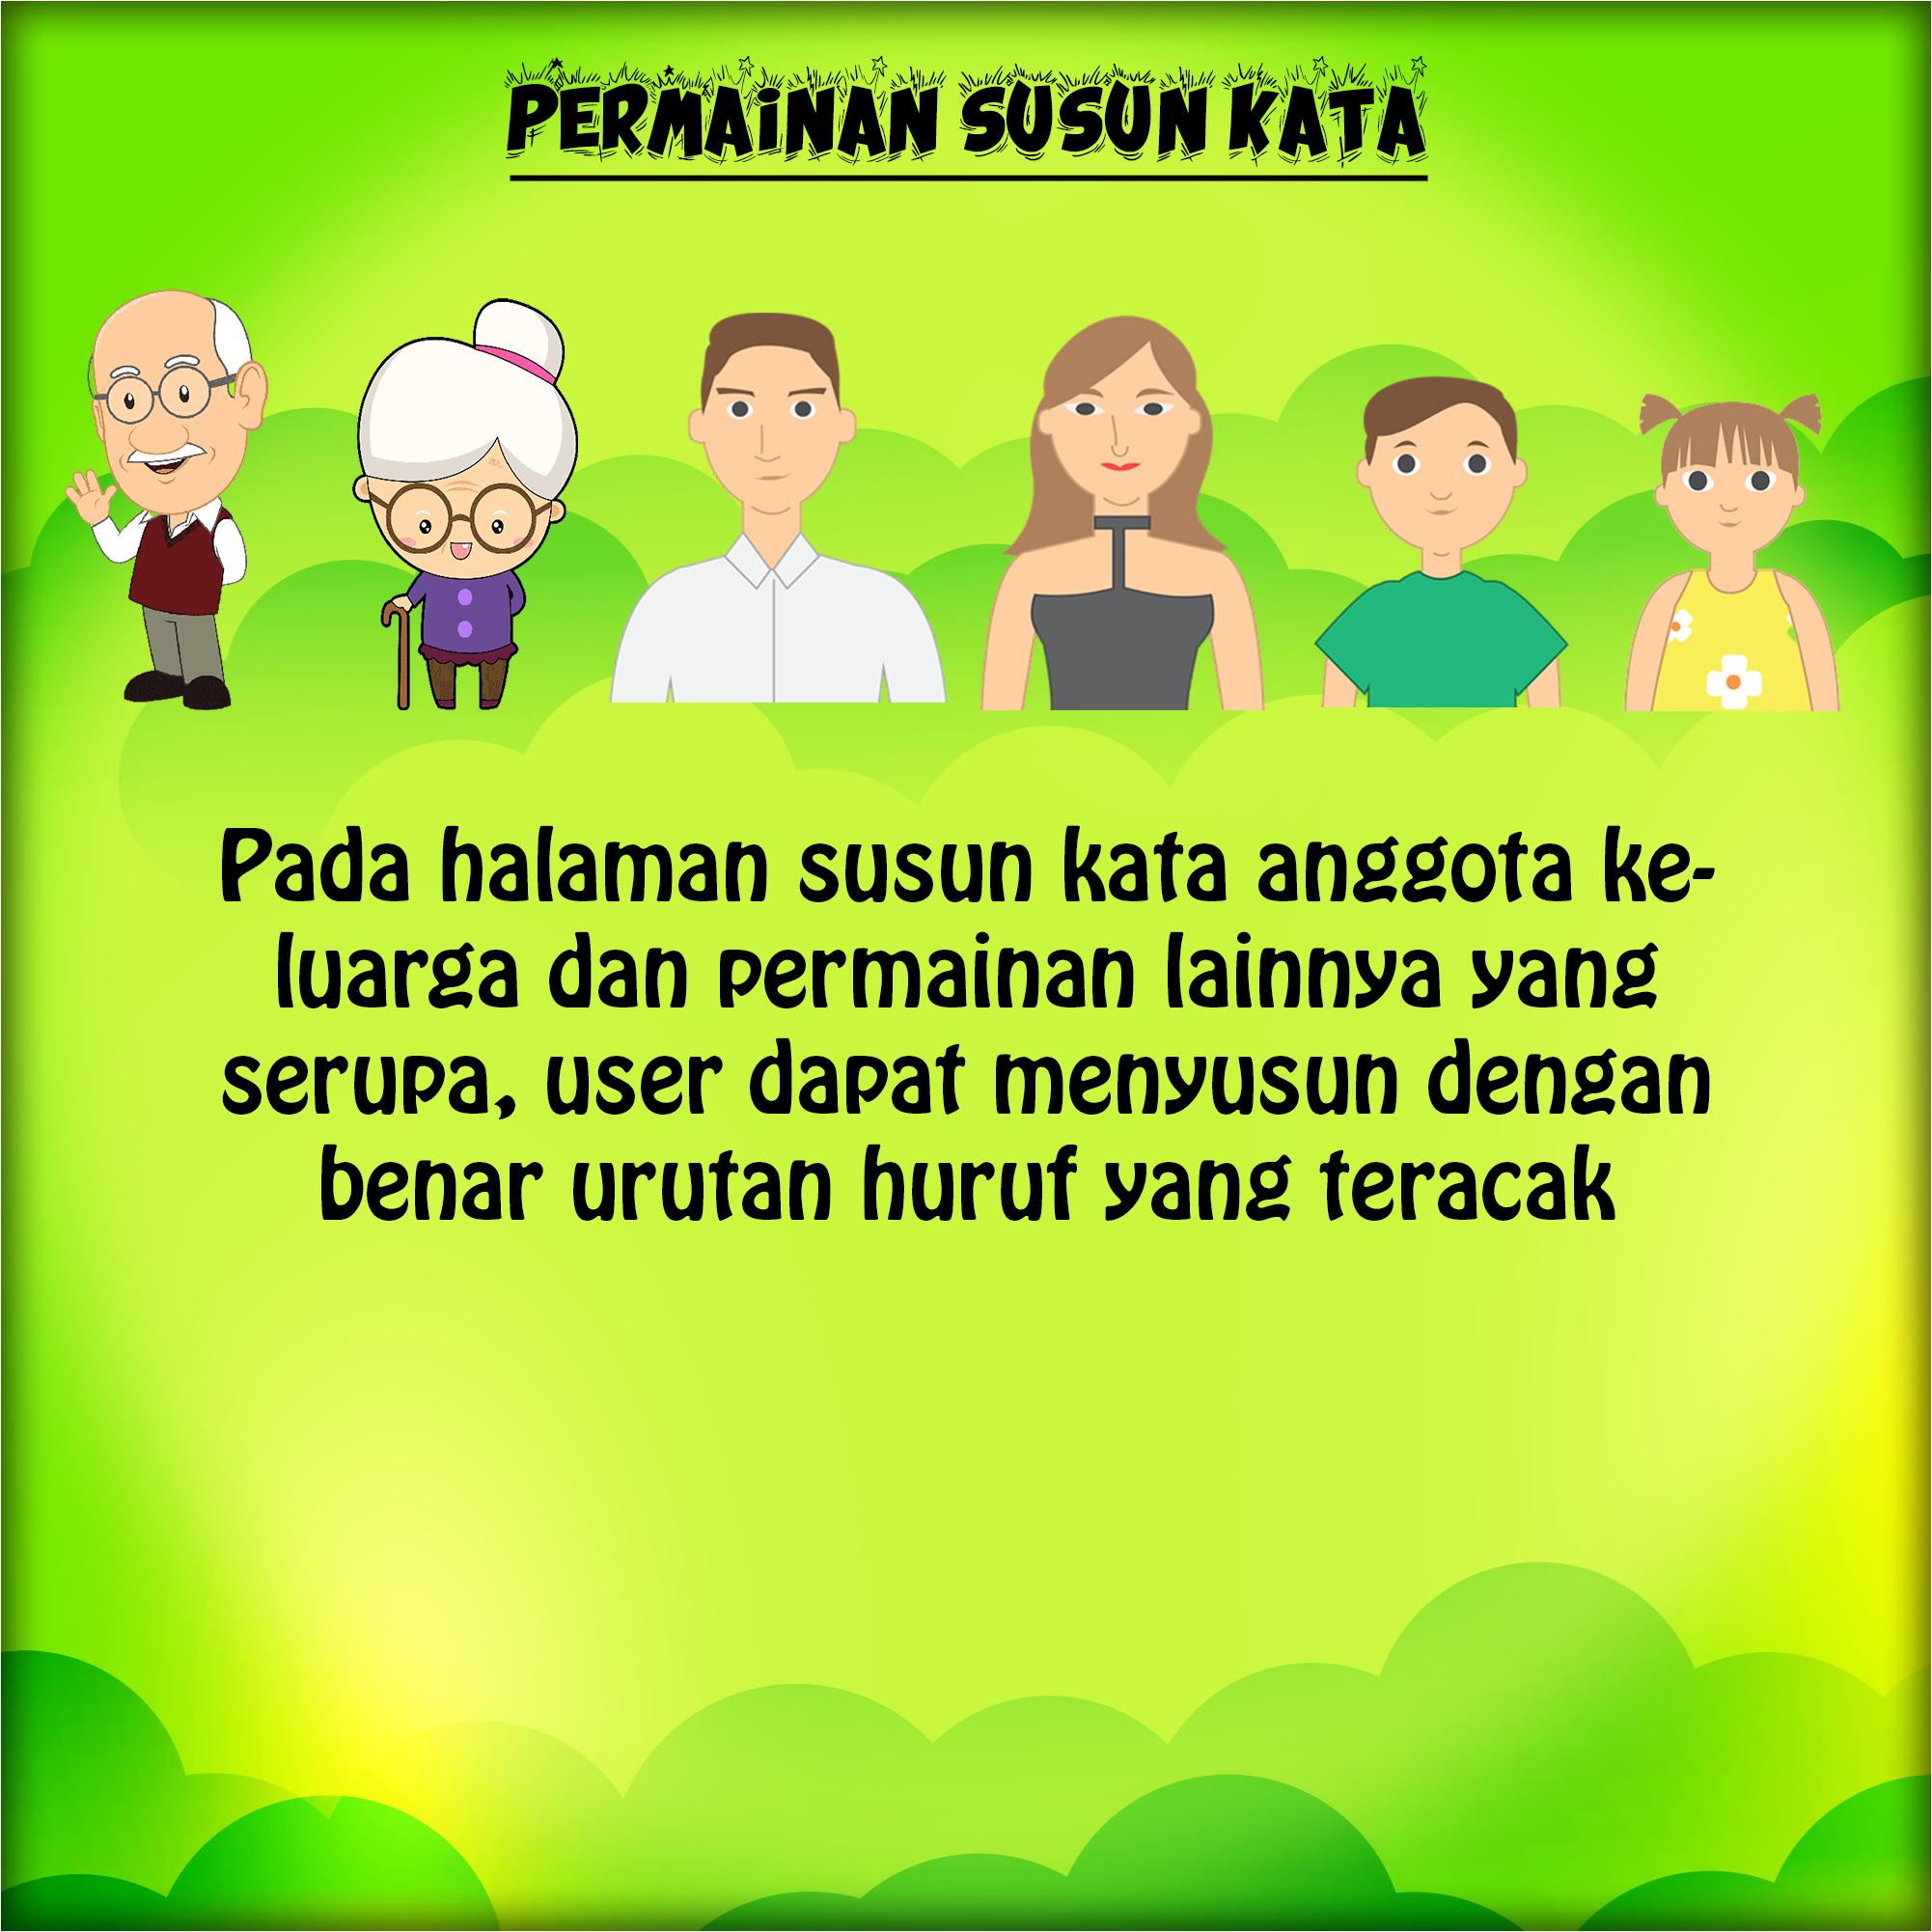 PERMAiNAN SUSUN KATA
Pada halaman susun kata anggota ke-
luarga dan permainan lainnya yang
serupa, user dapat menyusun dengan
benar urutan huruf yang teracak